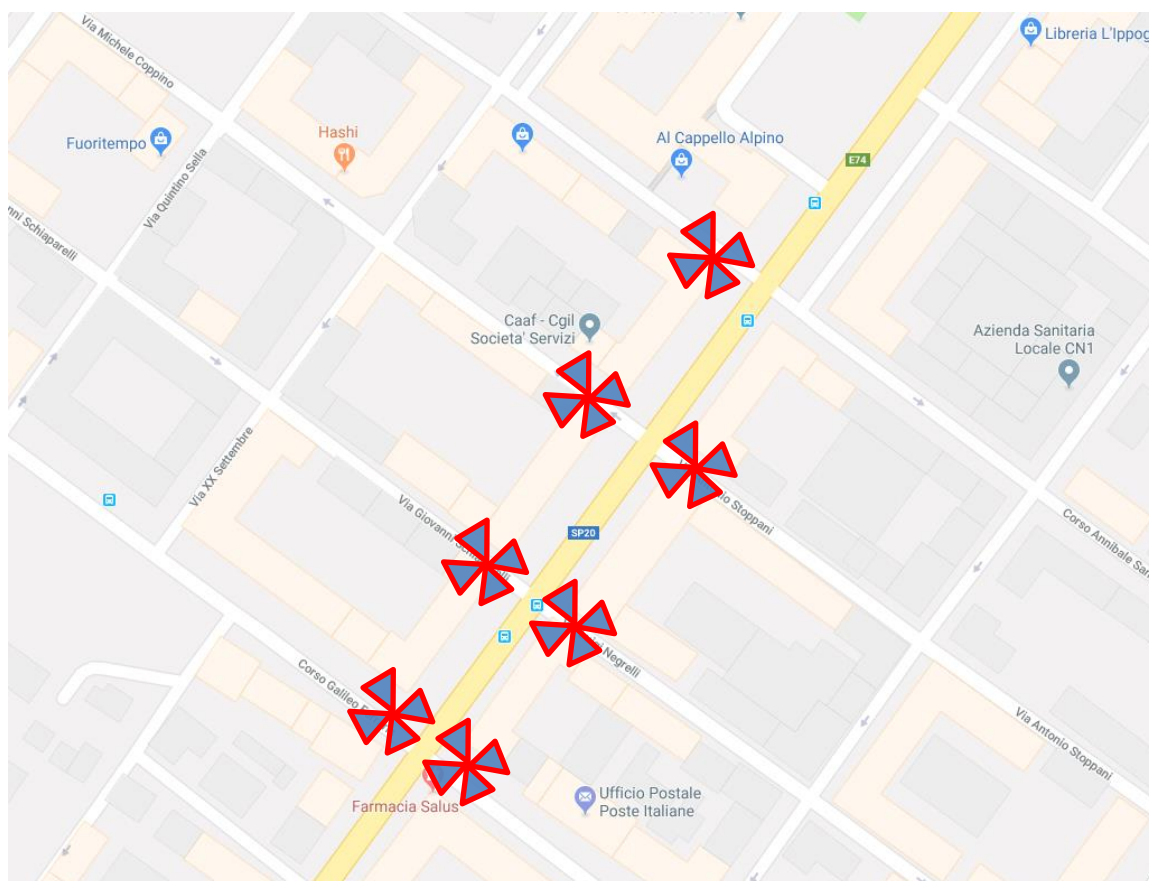 Via Michele Coppino
Libreria L'Ippog
Fuoritempo
Hashi
Al Cappello Alpino
E74
Via Quintino Sella
nni Schiaparelli
Caaf - Cgil
Societa' Servizi
Azienda Sanitaria
Locale CN1
Via XX Settembre
Stoppani
Via Giovanni
SP20
Corso Annibale San
Negrelli
Corso Galileo
Via Antonio Stoppani
Ufficio Postale
Poste Italiane
Farmacia Salus